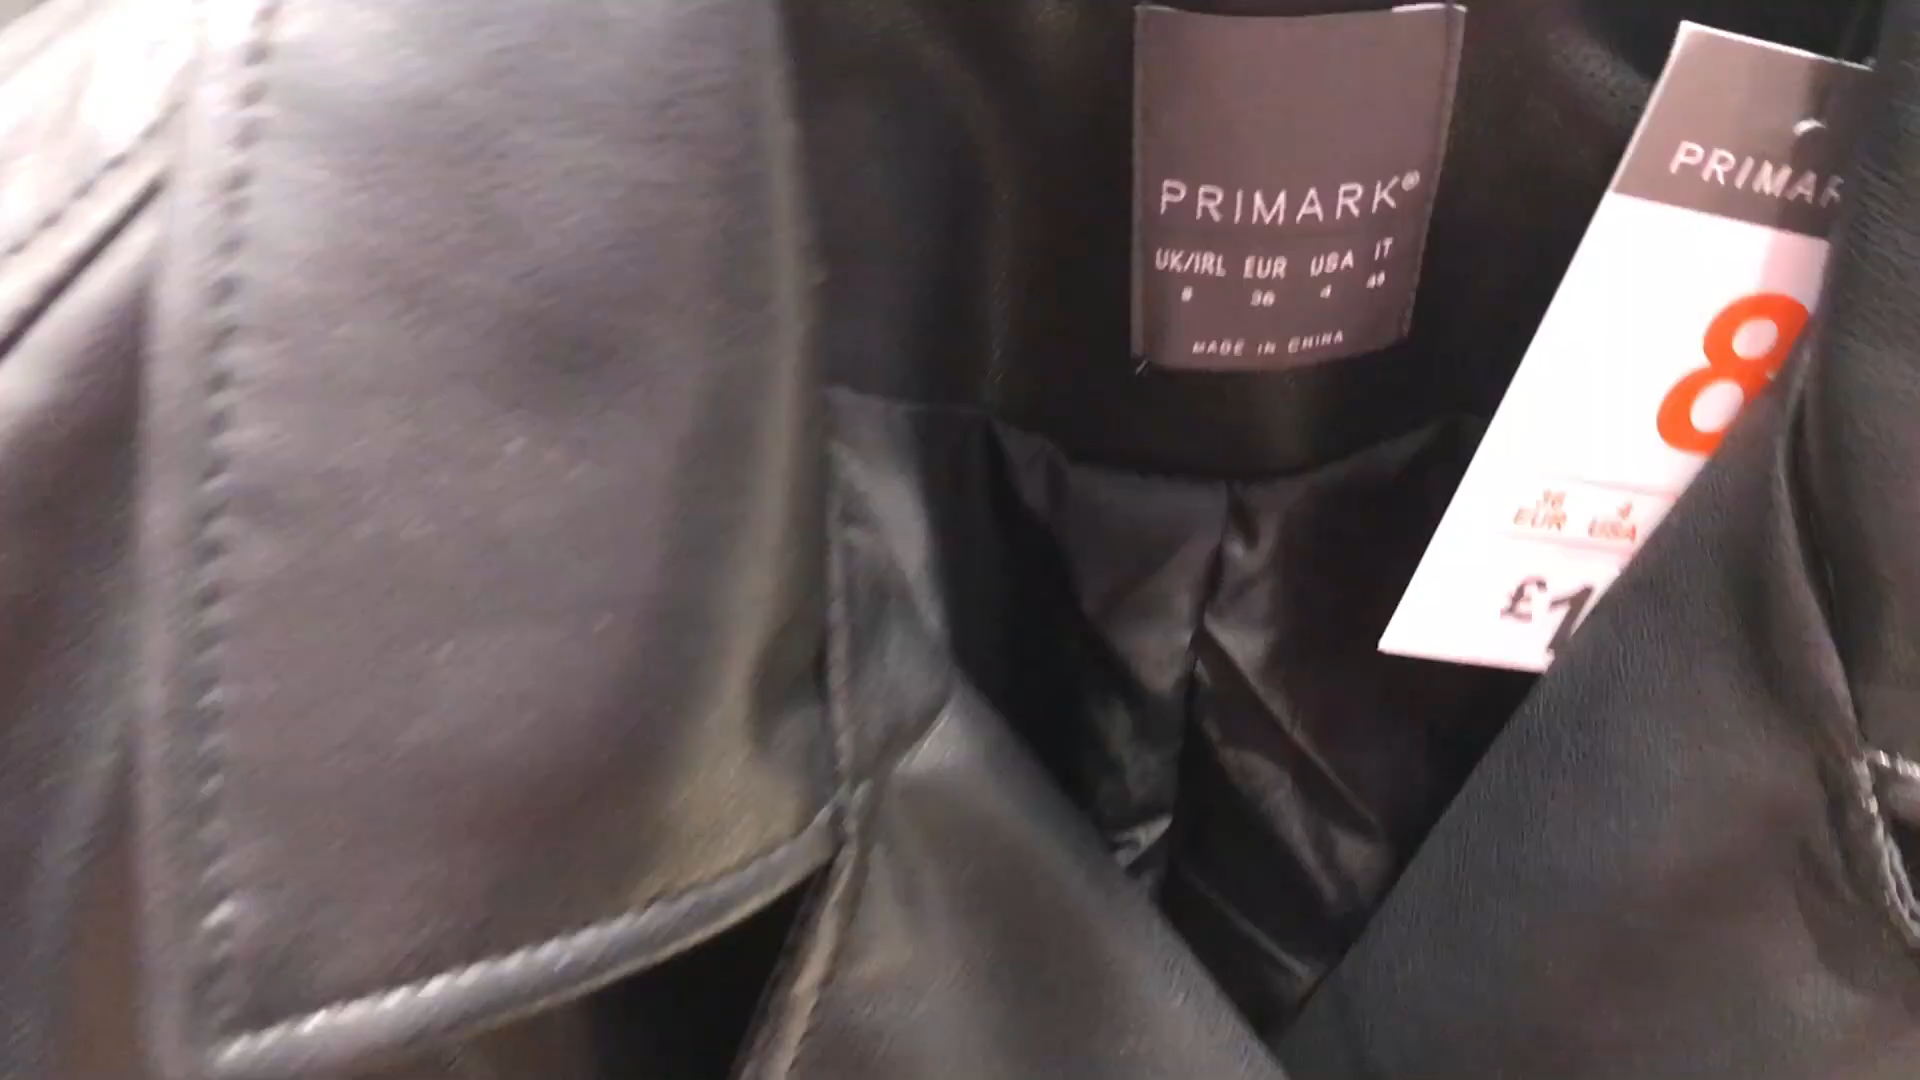 PRIMARK®
UK/IRL EUR USA IT
8 36 4 40
MADE IN CHINA
PRIMAR
8
36 4
EUR USA
£1